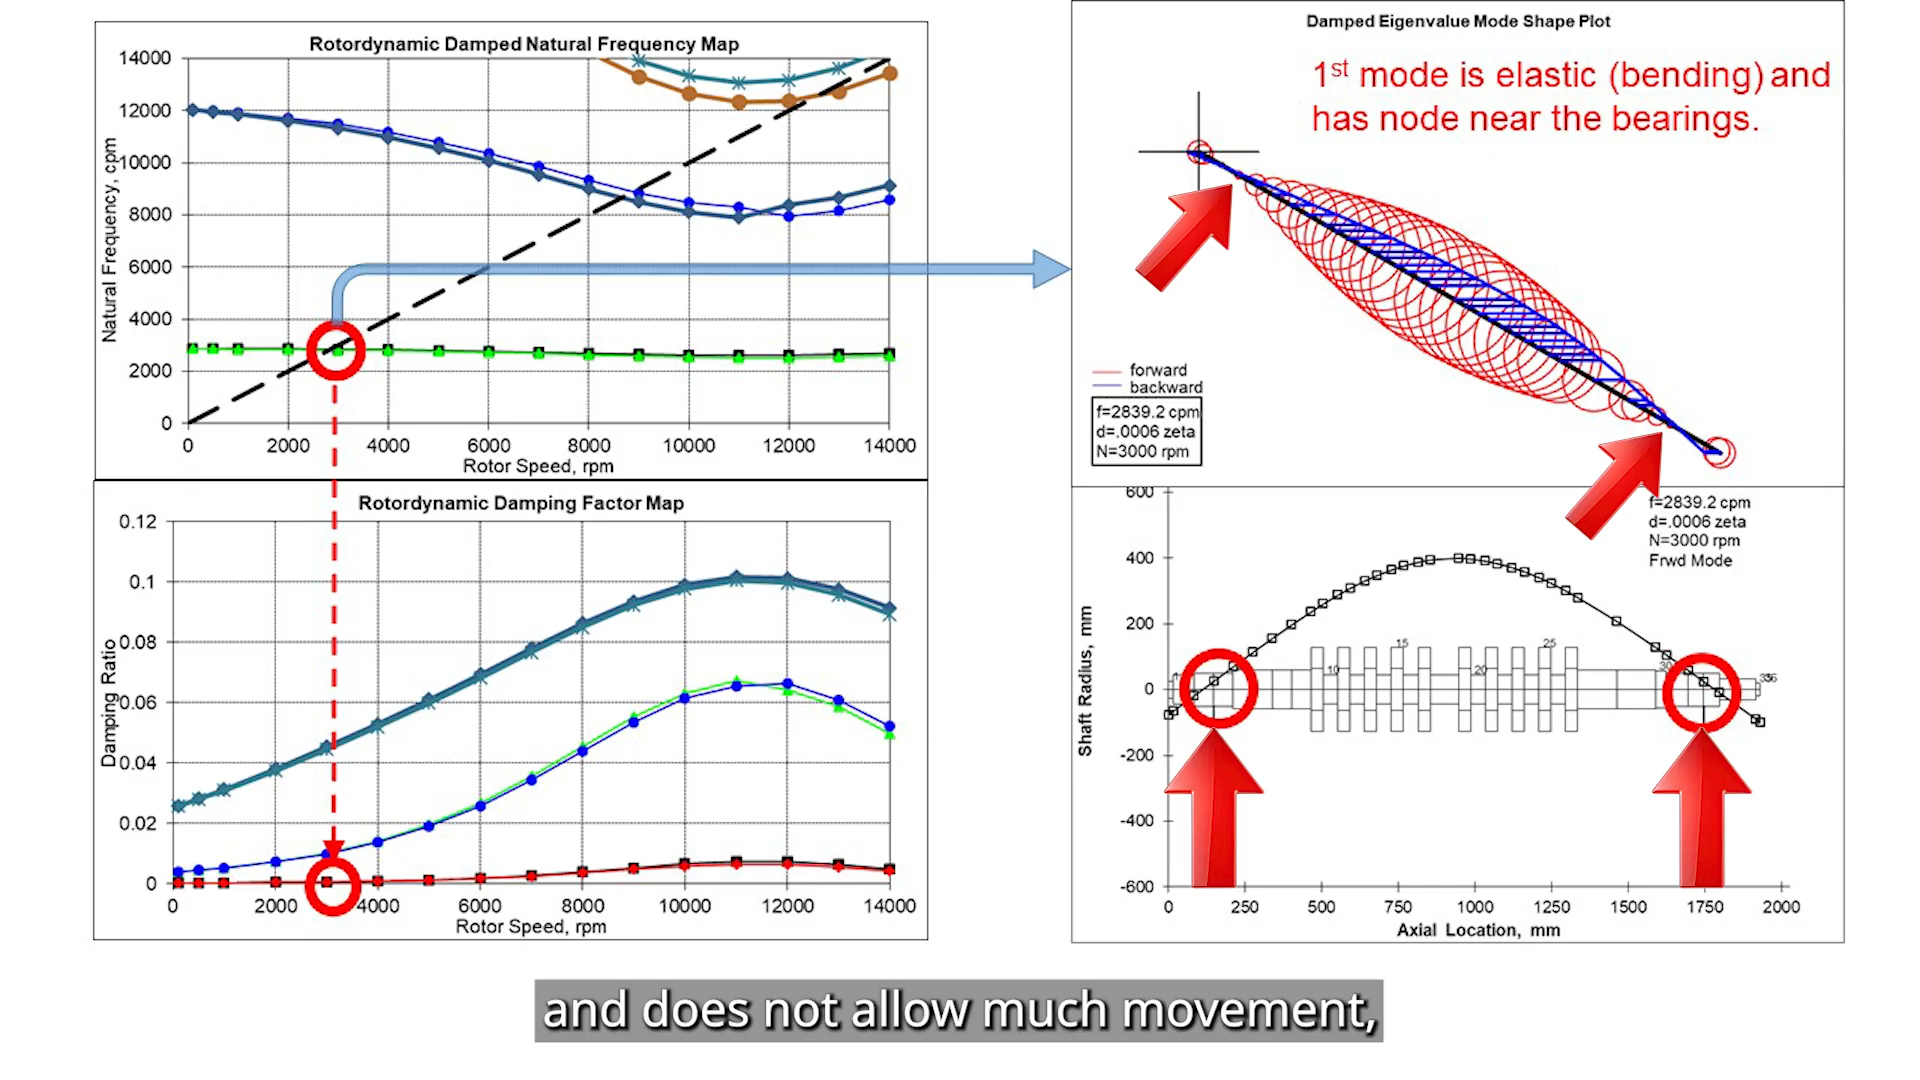 Rotordynamic Damped Natural Frequency Map
Natural Frequency, cpm
14000
12000
10000
8000
6000
4000
2000
0
0 2000 4000 6000 8000 10000 12000 14000
Rotor Speed, rpm
Rotordynamic Damping Factor Map
Damping Ratio
0.12
0.1
0.08
0.06
0.04
0.02
0
0 2000 4000 6000 8000 10000 12000 14000
Rotor Speed, rpm
Damped Eigenvalue Mode Shape Plot
1st mode is elastic (bending) and
has node near the bearings.
forward
backward
f=2839.2 cpm
d=.0006 zeta
N=3000 rpm
f=2839.2 cpm
d=.0006 zeta
N=3000 rpm
Frwd Mode
Shaft Radius, mm
600
400
200
0
-200
-400
-600
10 15 20 25 30
0 250 500 750 1000 1250 1500 1750 2000
Axial Location, mm
and does not allow much movement,